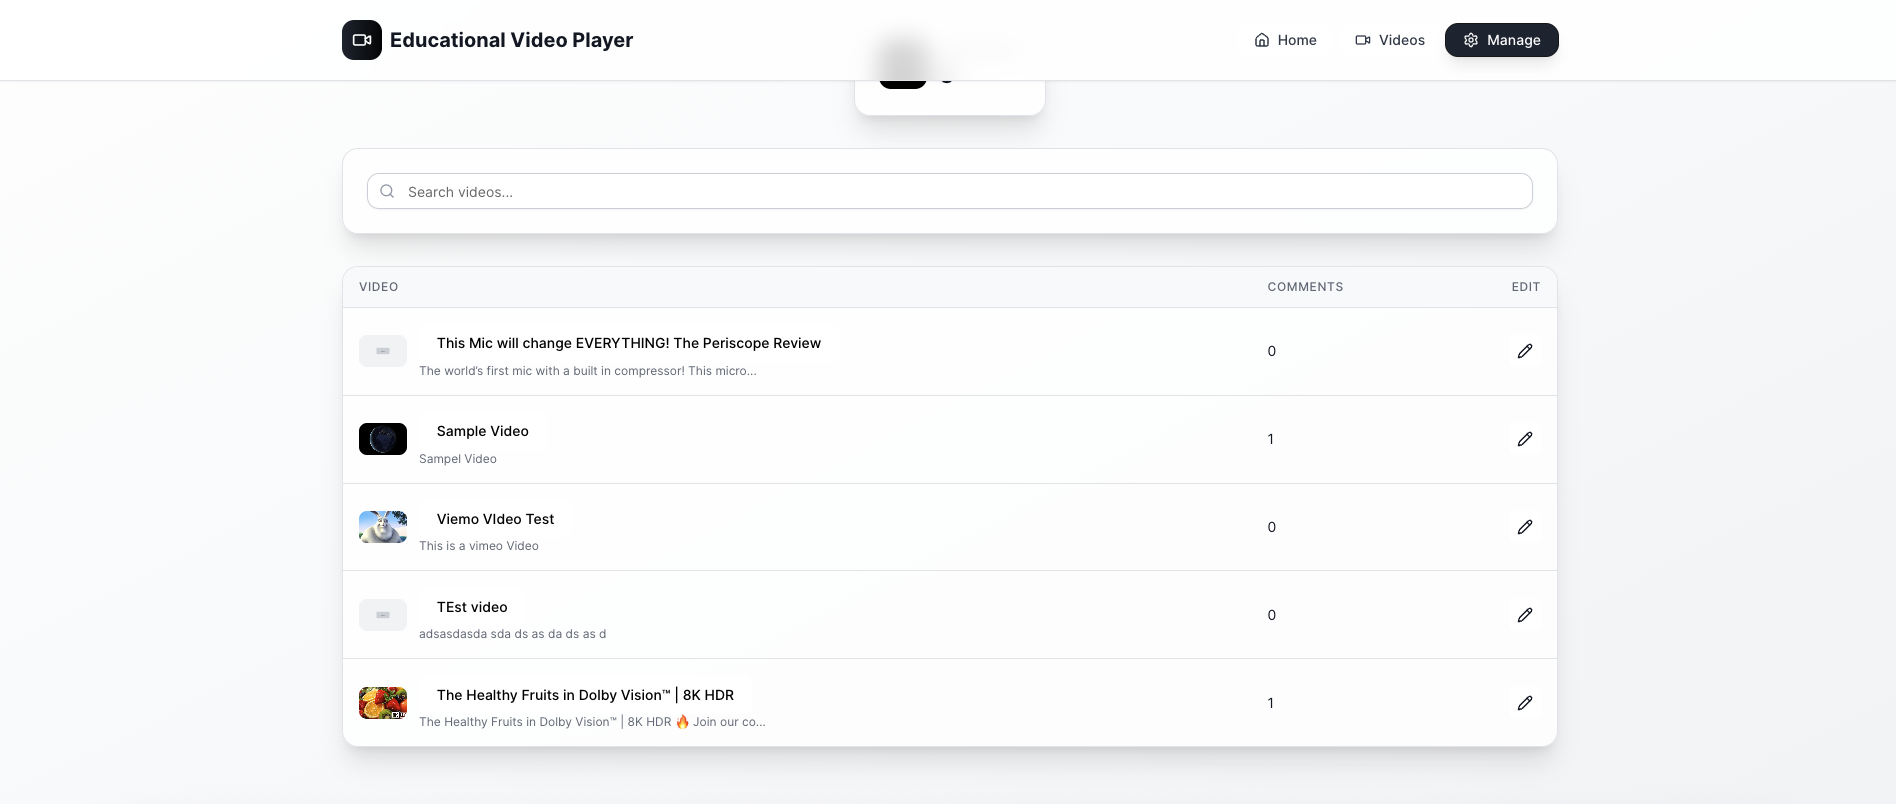 Educational Video Player
Home
Videos
Manage
Search videos...
VIDEO
COMMENTS
EDIT
This Mic will change EVERYTHING! The Periscope Review
The world's first mic with a built in compressor! This micro...
0
Sample Video
Sampel Video
1
Viemo VIdeo Test
This is a vimeo Video
0
TEst video
adsasdasda sda ds as da ds as d
0
The Healthy Fruits in Dolby Vision™ | 8K HDR
The Healthy Fruits in Dolby Vision™ | 8K HDR 🔥 Join our co...
1